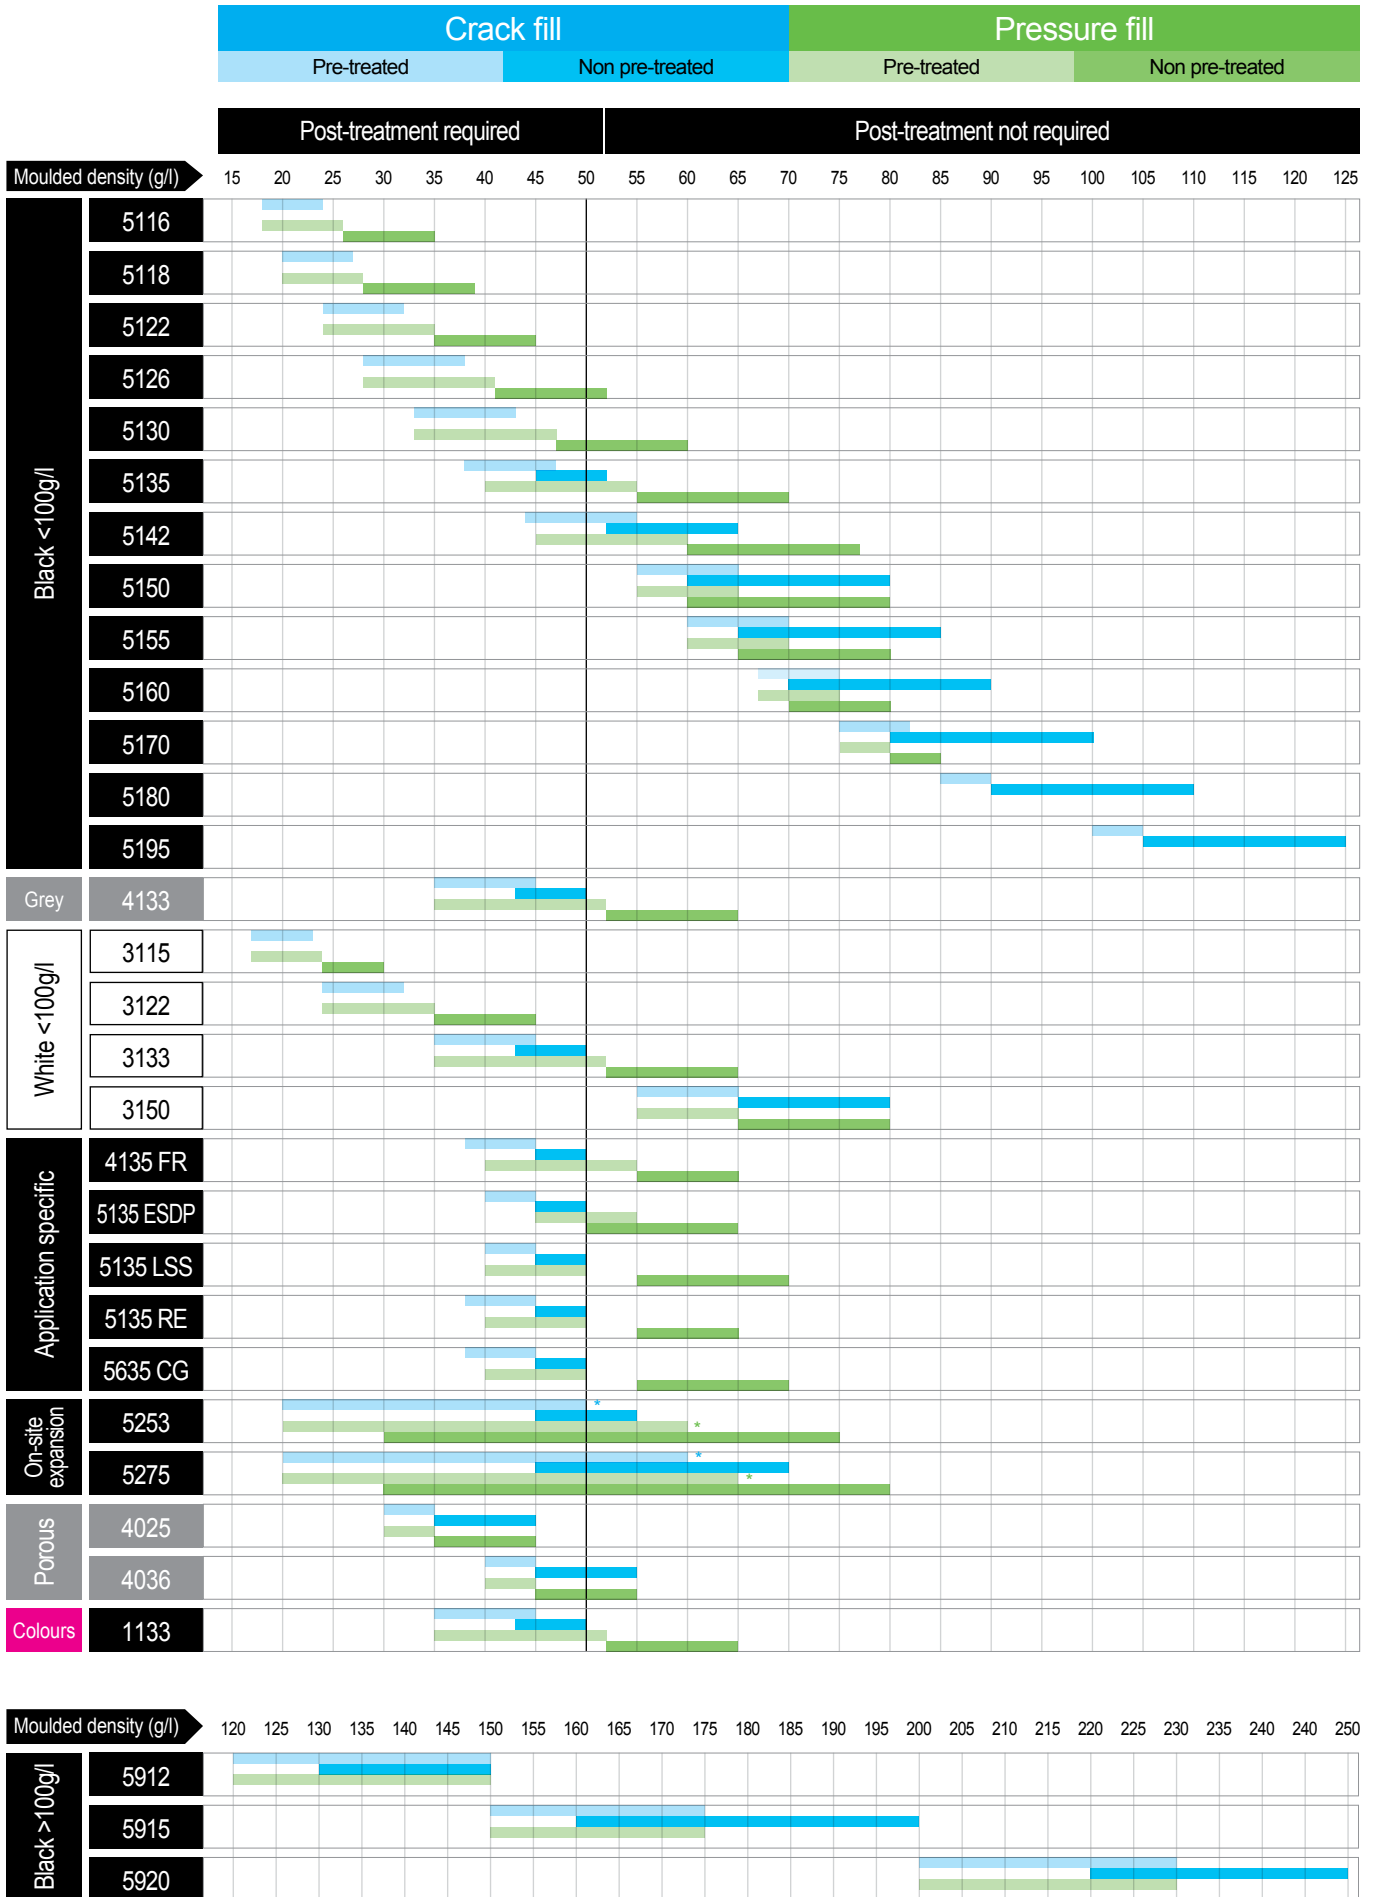 Crack fill Pressure fill
Pre-treated Non pre-treated Pre-treated Non pre-treated
Post-treatment required Post-treatment not required
Moulded density (g/l) 15 20 25 30 35 40 45 50 55 60 65 70 75 80 85 90 95 100 105 110 115 120 125
Black <100g/l
5116
5118
5122
5126
5130
5135
5142
5150
5155
5160
5170
5180
5195
Grey
4133
White <100g/l
3115
3122
3133
3150
Application specific
4135 FR
5135 ESDP
5135 LSS
5135 RE
5635 CG
On-site
expansion
5253
*
*
5275
*
*
Porous
4025
4036
Colours
1133
Moulded density (g/l) 120 125 130 135 140 145 150 155 160 165 170 175 180 185 190 195 200 205 210 215 220 225 230 235 240 240 250
Black >100g/l
5912
5915
5920